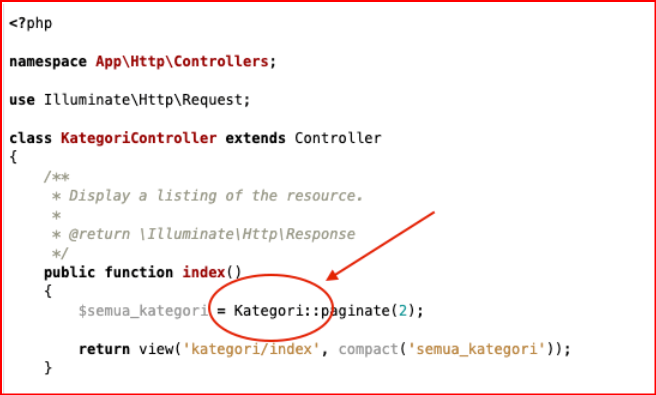 <?php
namespace App\Http\Controllers;
use Illuminate\Http\Request;
class KategoriController extends Controller
{
/**
* Display a listing of the resource.
*
* @return \Illuminate\Http\Response
*/
public function index()
{
$semua_kategori = Kategori::paginate(2);
return view('kategori/index', compact('semua_kategori'));
}